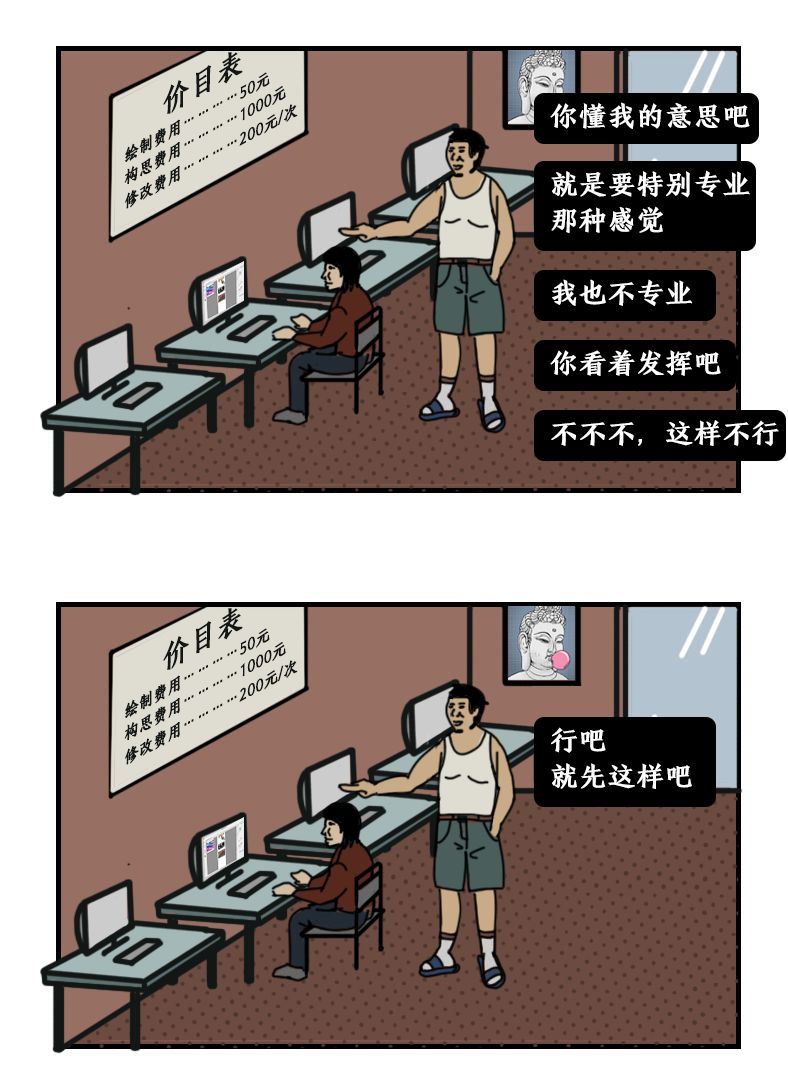 价目表
绘制费用…………50元
构思费用…………1000元
修改费用…………200元/次
你懂我的意思吧
就是要特别专业
那种感觉
我也不专业
你看着发挥吧
不不不，这样不行
价目表
绘制费用…………50元
构思费用…………1000元
修改费用…………200元/次
行吧
就先这样吧